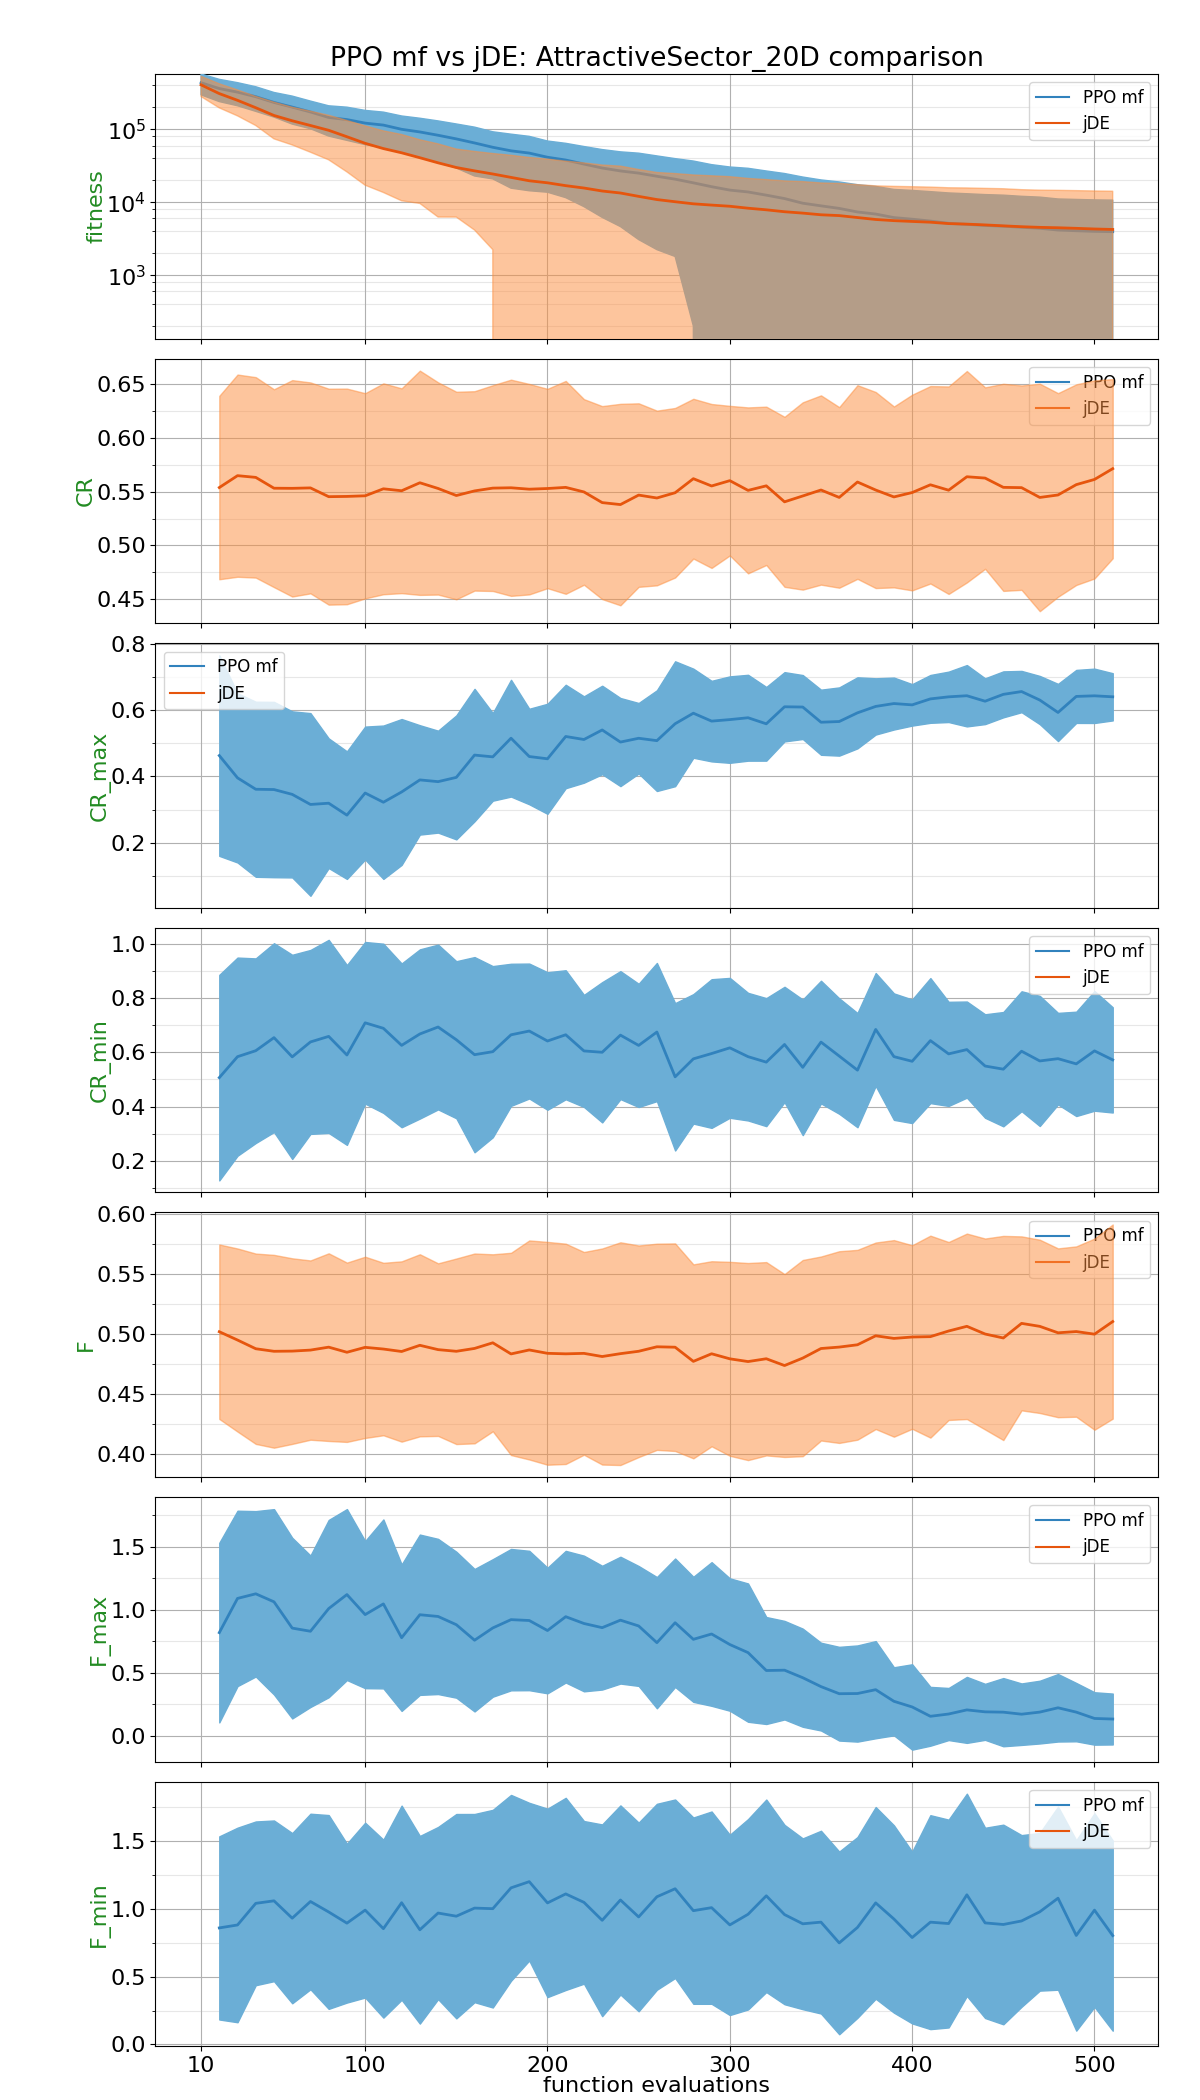 PPO mf vs jDE: AttractiveSector_20D comparison
fitness
10^5
10^4
10^3
PPO mf
jDE
CR
0.65
0.60
0.55
0.50
0.45
PPO mf
jDE
CR_max
0.8
0.6
0.4
0.2
PPO mf
jDE
CR_min
1.0
0.8
0.6
0.4
0.2
PPO mf
jDE
F
0.60
0.55
0.50
0.45
0.40
PPO mf
jDE
F_max
1.5
1.0
0.5
0.0
PPO mf
jDE
F_min
1.5
1.0
0.5
0.0
PPO mf
jDE
10 100 200 300 400 500
function evaluations